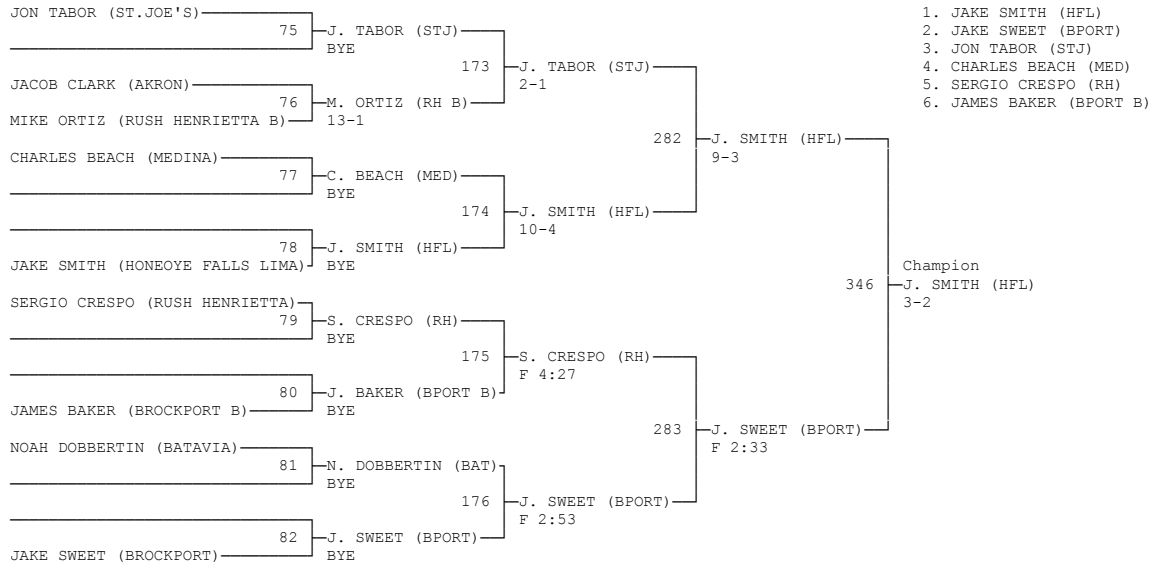 JON TABOR (ST.JOE'S)
75 J. TABOR (STJ)
BYE
173 J. TABOR (STJ)
2-1
JACOB CLARK (AKRON)
76 M. ORTIZ (RH B)
MIKE ORTIZ (RUSH HENRIETTA B) 13-1
282 J. SMITH (HFL)
9-3
CHARLES BEACH (MEDINA)
77 C. BEACH (MED)
BYE
174 J. SMITH (HFL)
10-4
78 J. SMITH (HFL)
JAKE SMITH (HONEOYE FALLS LIMA) BYE
Champion
346 J. SMITH (HFL)
3-2
SERGIO CRESPO (RUSH HENRIETTA)
79 S. CRESPO (RH)
BYE
175 S. CRESPO (RH)
F 4:27
80 J. BAKER (BPORT B)
JAMES BAKER (BROCKPORT B) BYE
283 J. SWEET (BPORT)
F 2:33
NOAH DOBBERTIN (BATAVIA)
81 N. DOBBERTIN (BAT)
BYE
176 J. SWEET (BPORT)
F 2:53
82 J. SWEET (BPORT)
JAKE SWEET (BROCKPORT) BYE
1. JAKE SMITH (HFL)
2. JAKE SWEET (BPORT)
3. JON TABOR (STJ)
4. CHARLES BEACH (MED)
5. SERGIO CRESPO (RH)
6. JAMES BAKER (BPORT B)